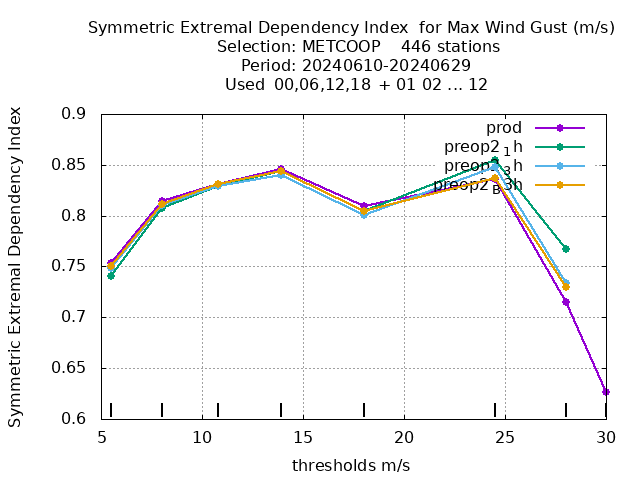 Symmetric Extremal Dependency Index for Max Wind Gust (m/s)
Selection: METCOOP 446 stations
Period: 20240610-20240629
Used 00,06,12,18 + 01 02 ... 12
Symmetric Extremal Dependency Index
0.9
0.85
0.8
0.75
0.7
0.65
0.6
prod
preop2_1h
preop2_3h
preop2_B3h
5
10
15
20
25
30
thresholds m/s